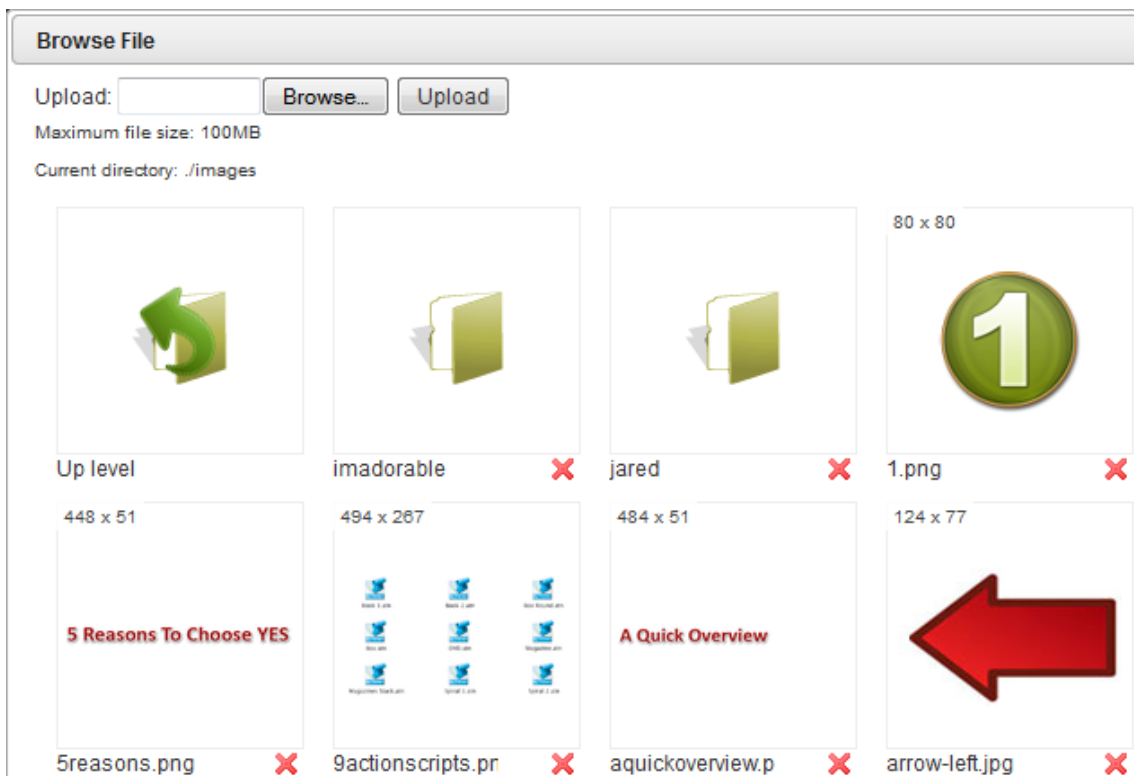 Browse File
Upload: Browse... Upload
Maximum file size: 100MB
Current directory: ./images
80 x 80
1
Up level imadorable jared 1.png
448 x 51 494 x 267 484 x 51 124 x 77
5 Reasons To Choose YES
A Quick Overview
5reasons.png 9actionscripts.pn aquickoverview.p arrow-left.jpg